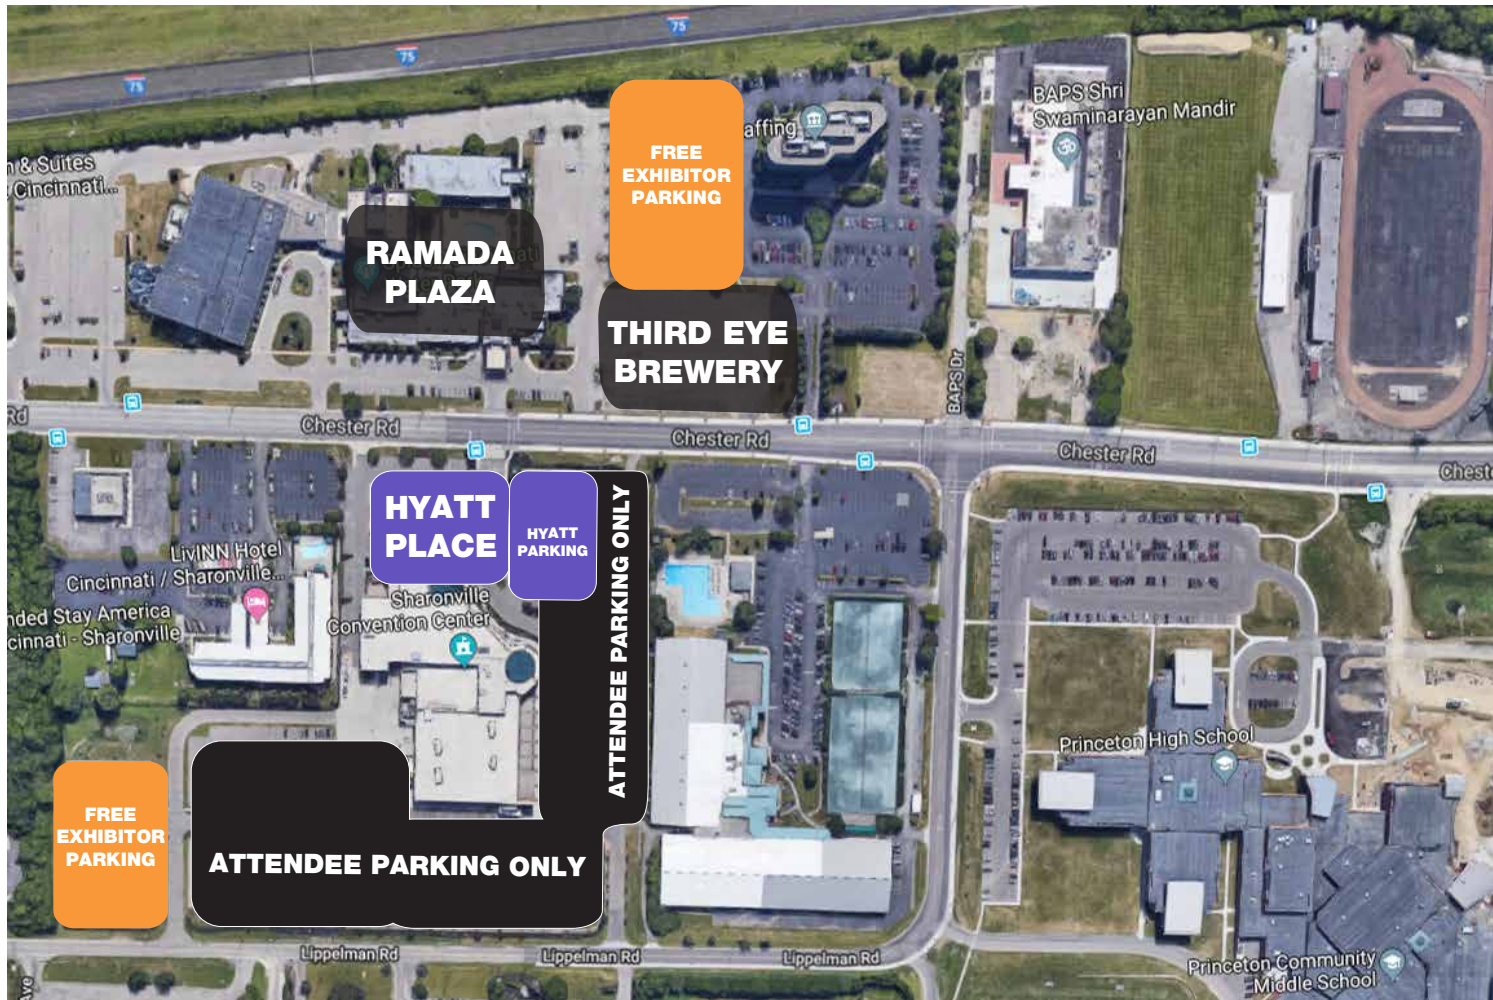 75
75
75
BAPS Shri
Swaminarayan Mandir
affing
n & Suites
Cincinnati...
FREE
EXHIBITOR
PARKING
RAMADA
PLAZA
THIRD EYE
BREWERY
BAPS Dr
Rd
Chester Rd
Chester Rd
Chester Rd
Chest
HYATT
PLACE
HYATT
PARKING
ATTENDEE PARKING ONLY
LivINN Hotel
Cincinnati / Sharonville...
nded Stay America
cinnati - Sharonville
Sharonville
Convention Center
Princeton High School
FREE
EXHIBITOR
PARKING
ATTENDEE PARKING ONLY
Lippelman Rd
Lippelman Rd
Lippelman Rd
Princeton Community
Middle School
Ave